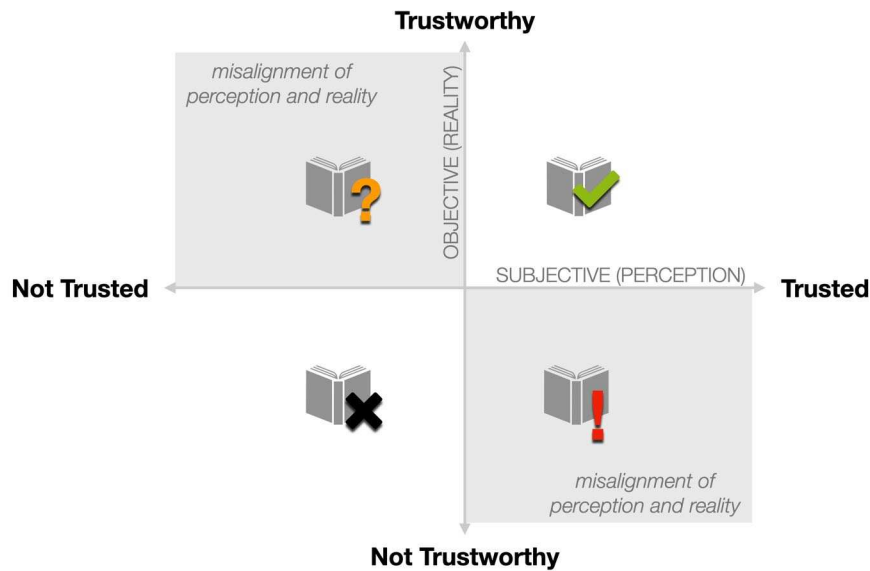 Trustworthy
misalignment of
perception and reality
OBJECTIVE (REALITY)
SUBJECTIVE (PERCEPTION)
Not Trusted
Trusted
misalignment of
perception and reality
Not Trustworthy